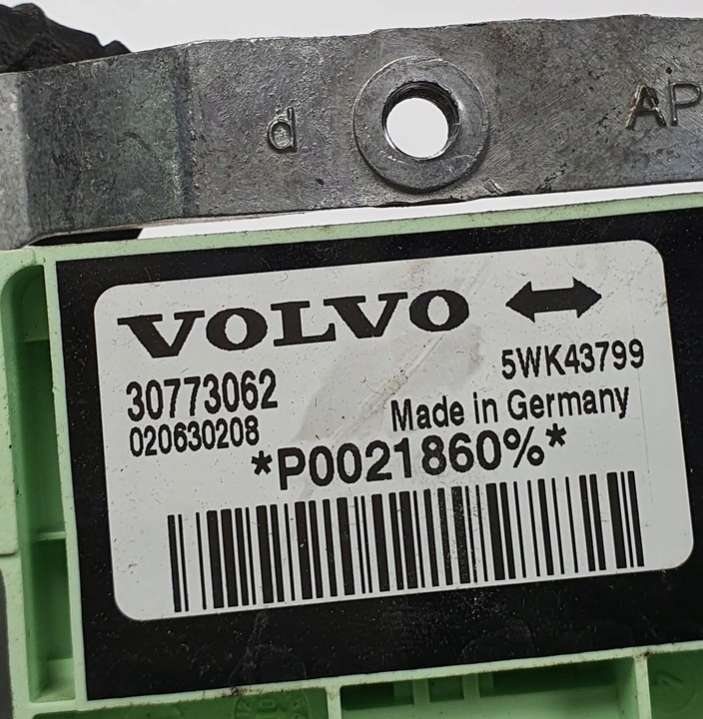 d
AP
VOLVO
5WK43799
30773062
Made in Germany
020630208
*P0021860%*